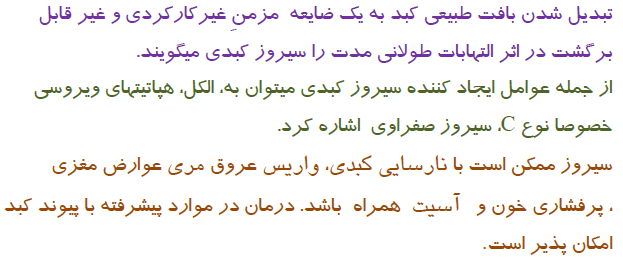 تبدیل شدن بافت طبیعی کبد به یک ضایعه مزمنِ غیرکارکردی و غیر قابل
برگشت در اثر التهابات طولانی مدت را سیروز کبدی میگویند.
از جمله عوامل ایجاد کننده سیروز کبدی میتوان به، الکل، هپاتیتهای ویروسی
خصوصا نوع C، سیروز صفراوی اشاره کرد.
سیروز ممکن است با نارسایی کبدی، واریس عروق مری عوارض مغزی
، پرفشاری خون و آسیت همراه باشد. درمان در موارد پیشرفته با پیوند کبد
امکان پذیر است.